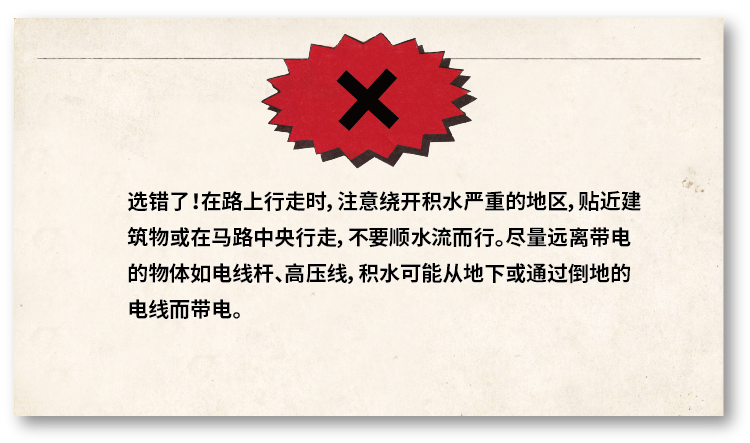 选错了！在路上行走时，注意绕开积水严重的地区，贴近建
筑物或在马路中央行走，不要顺水流而行。尽量远离带电
的物体如电线杆、高压线，积水可能从地下或通过倒地的
电线而带电。